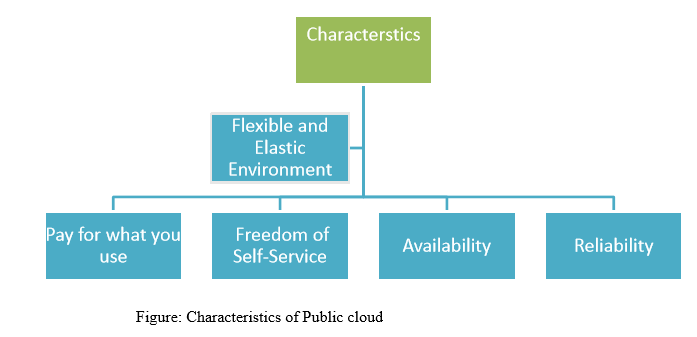 Characterstics
Flexible and
Elastic
Environment
Pay for what you
use
Freedom of
Self-Service
Availability
Reliability
Figure: Characteristics of Public cloud